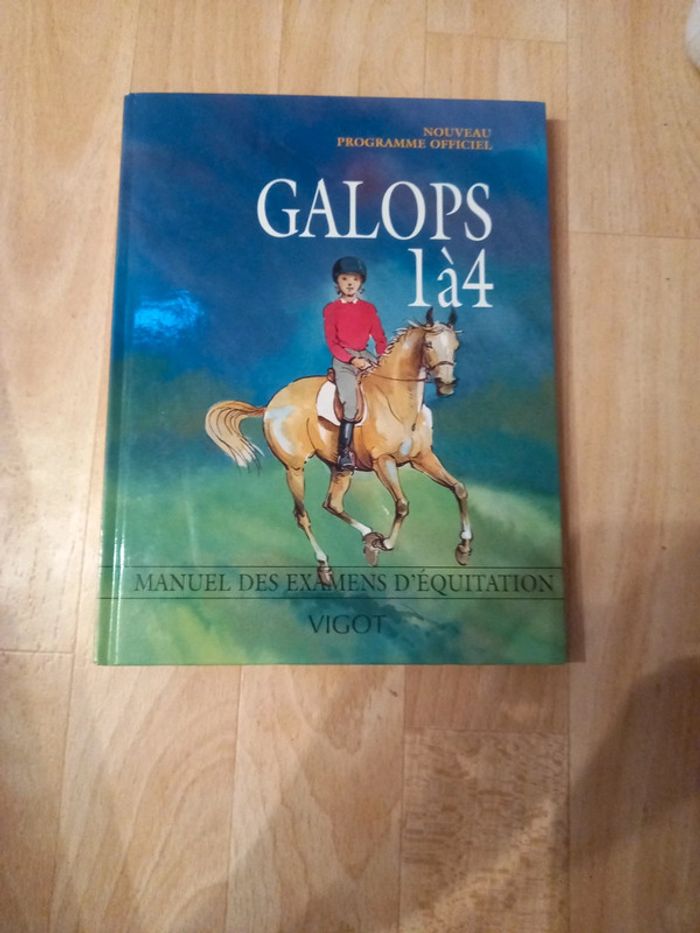 NOUVEAU
PROGRAMME OFFICIEL
GALOPS
1à4
MANUEL DES EXAMENS D'ÉQUITATION
VIGOT